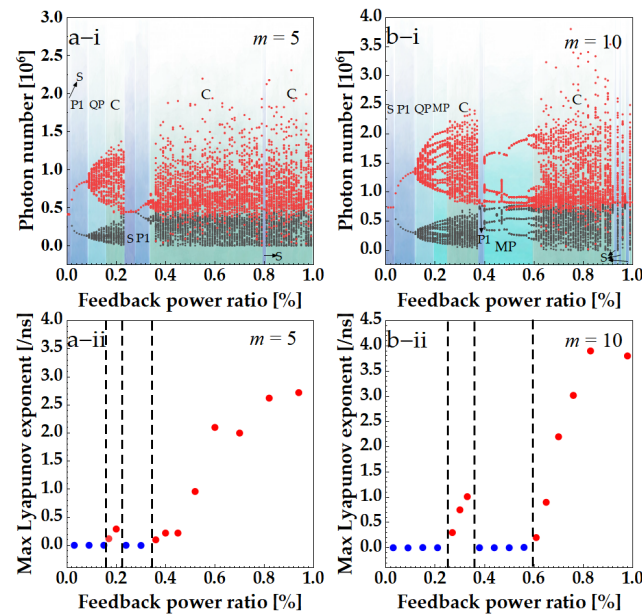 a-i
m = 5
S
P1 QP C
C
C
S P1
S
2.5
3.0
2.0
1.5
1.0
0.5
0.0
Photon number [10⁶]
0.0 0.2 0.4 0.6 0.8 1.0
Feedback power ratio [%]
b-i
m = 10
S P1 QP MP C
C
P1
MP
S
4.0
3.5
3.0
2.5
2.0
1.5
1.0
0.5
0.0
Photon number [10⁶]
0.0 0.2 0.4 0.6 0.8 1.0
Feedback power ratio [%]
a-ii
m = 5
4.0
3.5
3.0
2.5
2.0
1.5
1.0
0.5
0.0
Max Lyapunov exponent [/ns]
0.0 0.2 0.4 0.6 0.8 1.0
Feedback power ratio [%]
b-ii
m = 10
4.5
4.0
3.5
3.0
2.5
2.0
1.5
1.0
0.5
0.0
Max Lyapunov exponent [/ns]
0.0 0.2 0.4 0.6 0.8 1.0
Feedback power ratio [%]